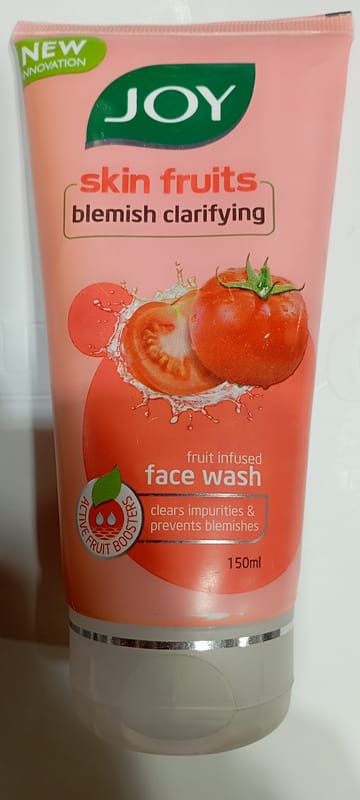 NEW
INNOVATION
JOY
skin fruits
blemish clarifying
fruit infused
face wash
clears impurities &
prevents blemishes
ACTIVE FRUIT BOOSTERS
150ml